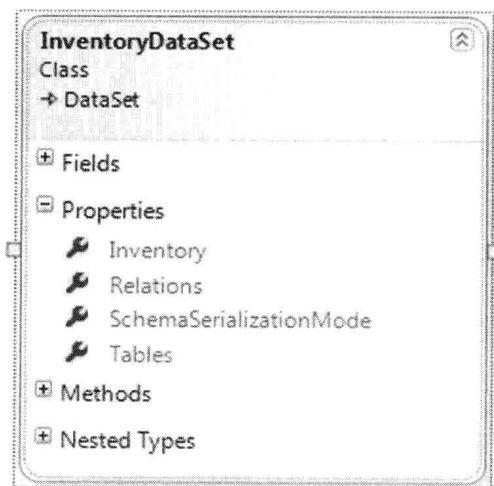 InventoryDataSet
Class
→ DataSet
Fields
Properties
Inventory
Relations
SchemaSerializationMode
Tables
Methods
Nested Types